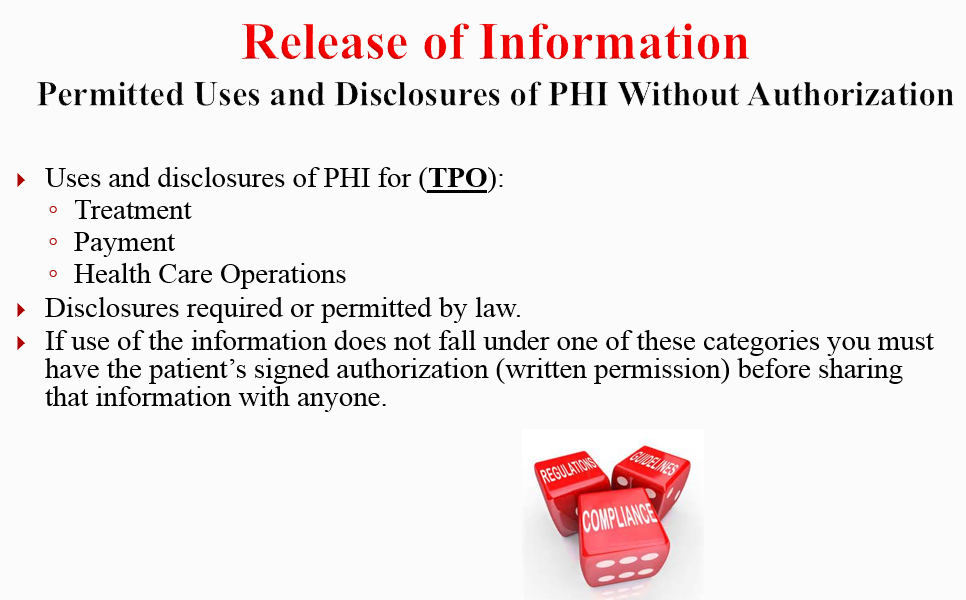 Release of Information
Permitted Uses and Disclosures of PHI Without Authorization
Uses and disclosures of PHI for (TPO):
Treatment
Payment
Health Care Operations
Disclosures required or permitted by law.
If use of the information does not fall under one of these categories you must
have the patient’s signed authorization (written permission) before sharing
that information with anyone.
REGULATIONS
GUIDELINES
COMPLIANCE